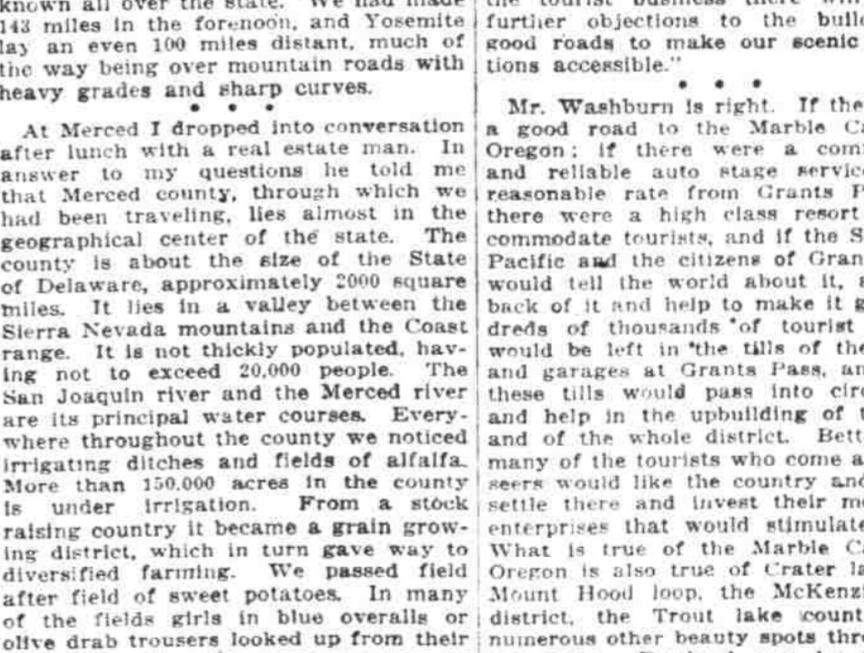 known all over the state. We had made
143 miles in the forenoon, and Yosemite
lay an even 100 miles distant, much of
the way being over mountain roads with
heavy grades and sharp curves.
• • •
At Merced I dropped into conversation
after lunch with a real estate man. In
answer to my questions he told me
that Merced county, through which we
had been traveling, lies almost in the
geographical center of the state. The
county is about the size of the State
of Delaware, approximately 2000 square
miles. It lies in a valley between the
Sierra Nevada mountains and the Coast
range. It is not thickly populated, hav-
ing not to exceed 20,000 people. The
San Joaquin river and the Merced river
are its principal water courses. Every-
where throughout the county we noticed
irrigating ditches and fields of alfalfa.
More than 150.000 acres in the county
is under irrigation. From a stock
raising country it became a grain grow-
ing district, which in turn gave way to
diversified farming. We passed field
after field of sweet potatoes. In many
of the fields girls in blue overalls or
olive drab trousers looked up from their
the tourist business there
further objections to the
good roads to make our scenic
tions accessible."
• • •
Mr. Washburn is right. If
a good road to the Marble
Oregon; if there were a
and reliable auto stage
reasonable rate from Grants
there were a high class resort
commodate tourists, and if the
Pacific and the citizens of
would tell the world about it,
back of it and help to make it
dreds of thousands of tourist
would be left in the tills of
and garages at Grants Pass,
these tills would pass into
and help in the upbuilding of
and of the whole district.
many of the tourists who come
seers would like the country
settle there and invest their
enterprises that would stimulate
What is true of the Marble
Oregon is also true of Crater
Mount Hood loop, the
district, the Trout lake
numerous other beauty spots